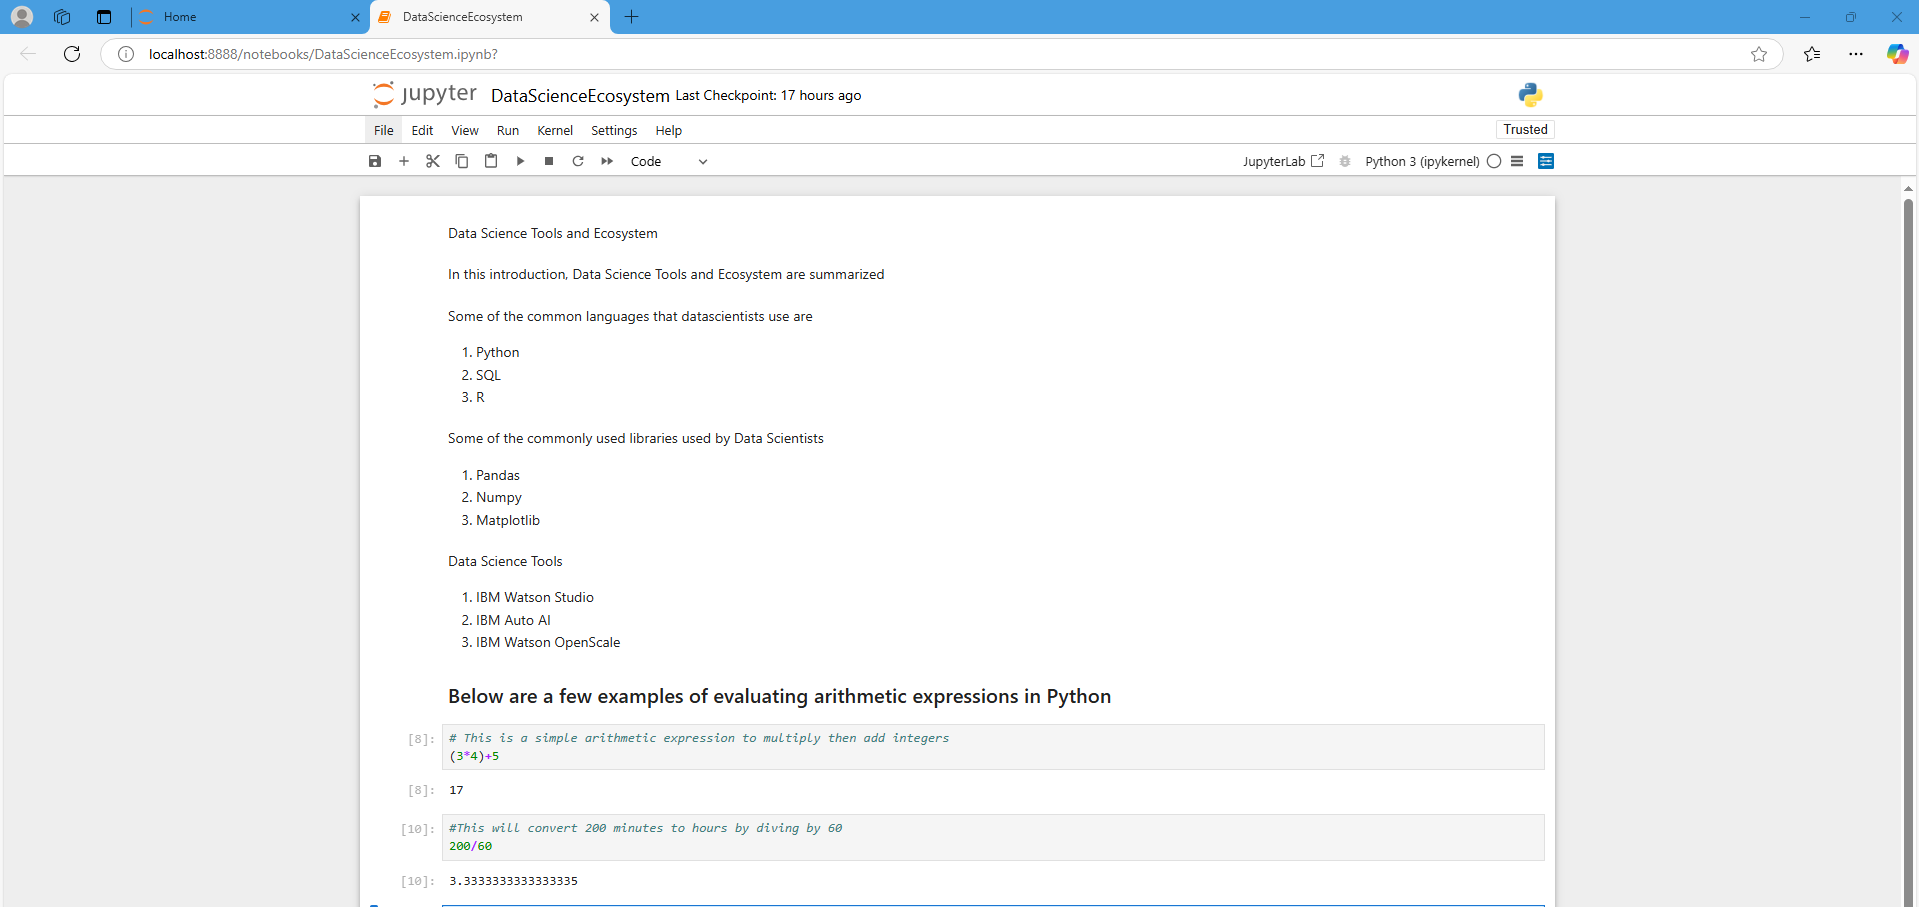 Home
DataScienceEcosystem
localhost:8888/notebooks/DataScienceEcosystem.ipynb?
jupyter DataScienceEcosystem Last Checkpoint: 17 hours ago
File Edit View Run Kernel Settings Help
Trusted
Code
JupyterLab Python 3 (ipykernel)
Data Science Tools and Ecosystem
In this introduction, Data Science Tools and Ecosystem are summarized
Some of the common languages that datascientists use are
1. Python
2. SQL
3. R
Some of the commonly used libraries used by Data Scientists
1. Pandas
2. Numpy
3. Matplotlib
Data Science Tools
1. IBM Watson Studio
2. IBM Auto AI
3. IBM Watson OpenScale
Below are a few examples of evaluating arithmetic expressions in Python
[8]: # This is a simple arithmetic expression to multiply then add integers
(3*4)+5
[8]: 17
[10]: #This will convert 200 minutes to hours by diving by 60
200/60
[10]: 3.3333333333333335